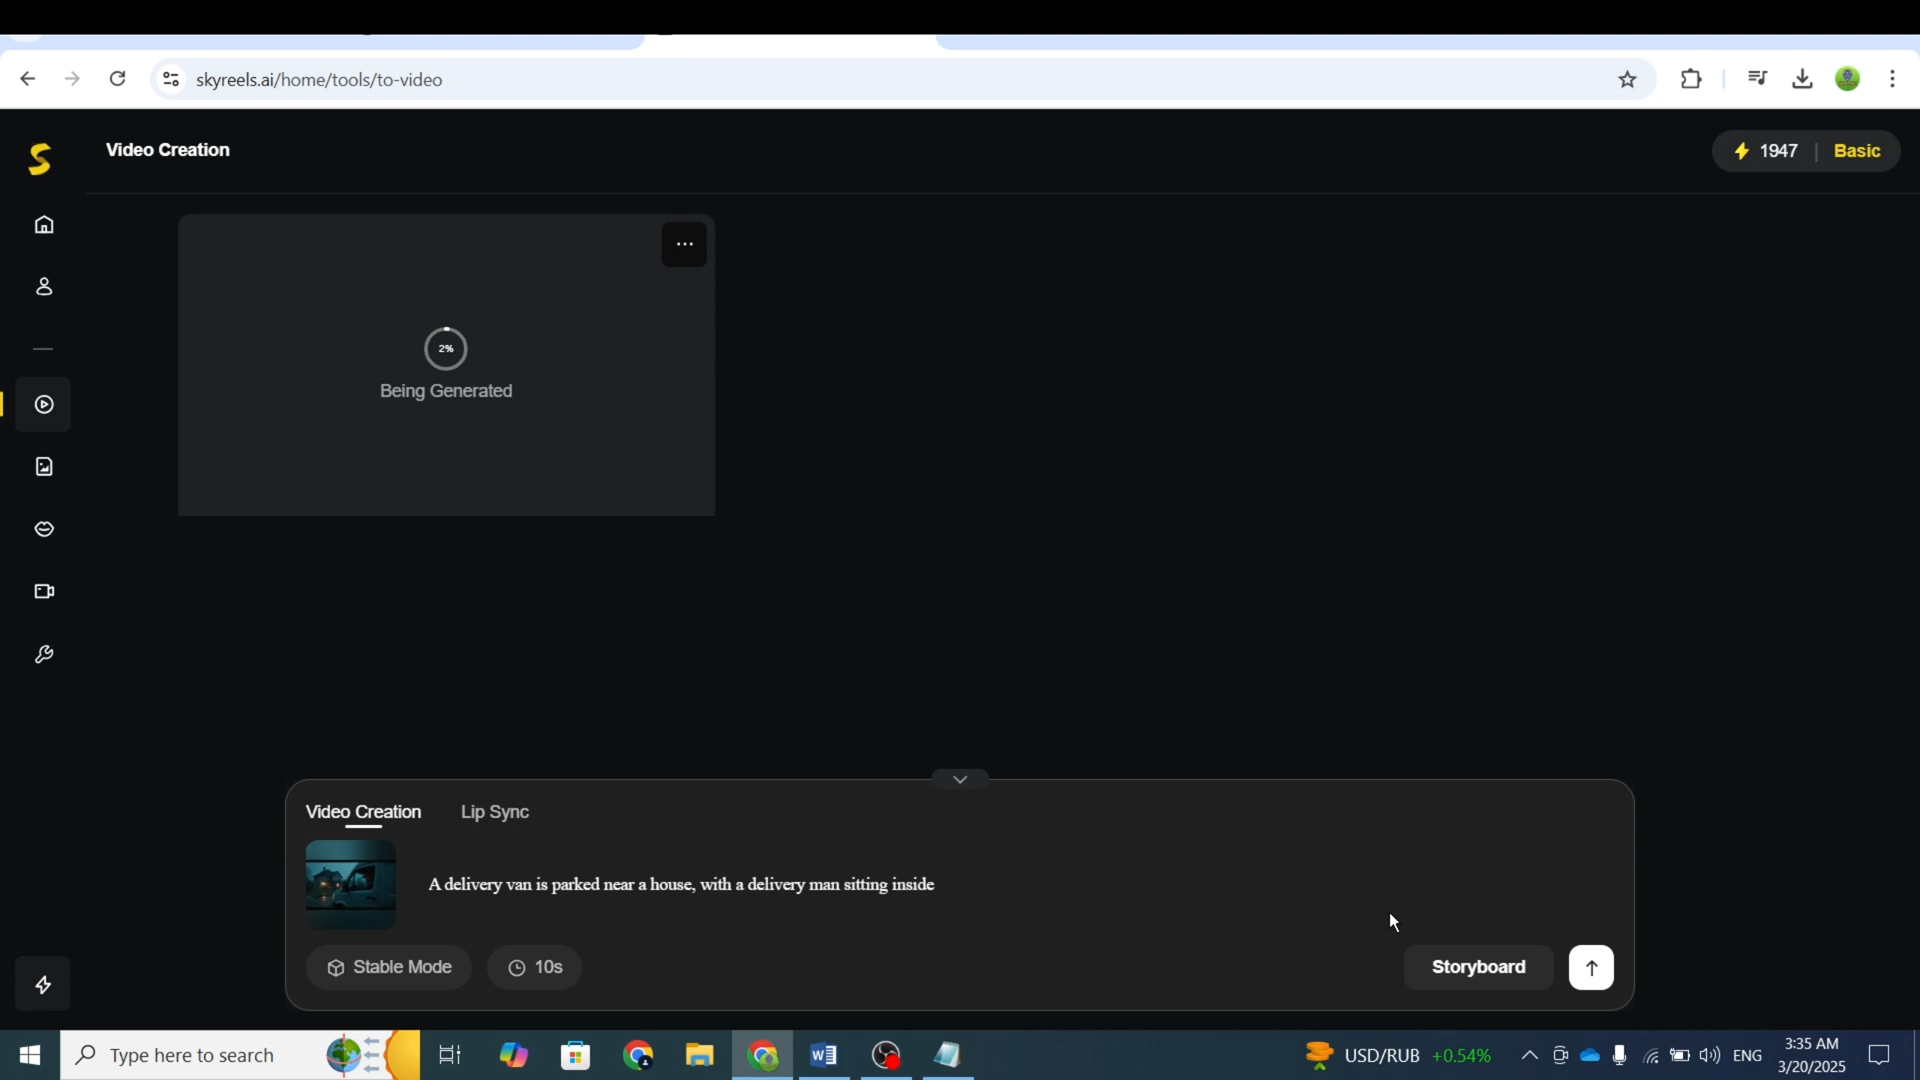 skyreels.ai/home/tools/to-video
Video Creation
1947 | Basic
2%
Being Generated
Video Creation Lip Sync
A delivery van is parked near a house, with a delivery man sitting inside
Stable Mode 10s Storyboard
Type here to search
USD/RUB +0.54%
ENG
3:35 AM
3/20/2025